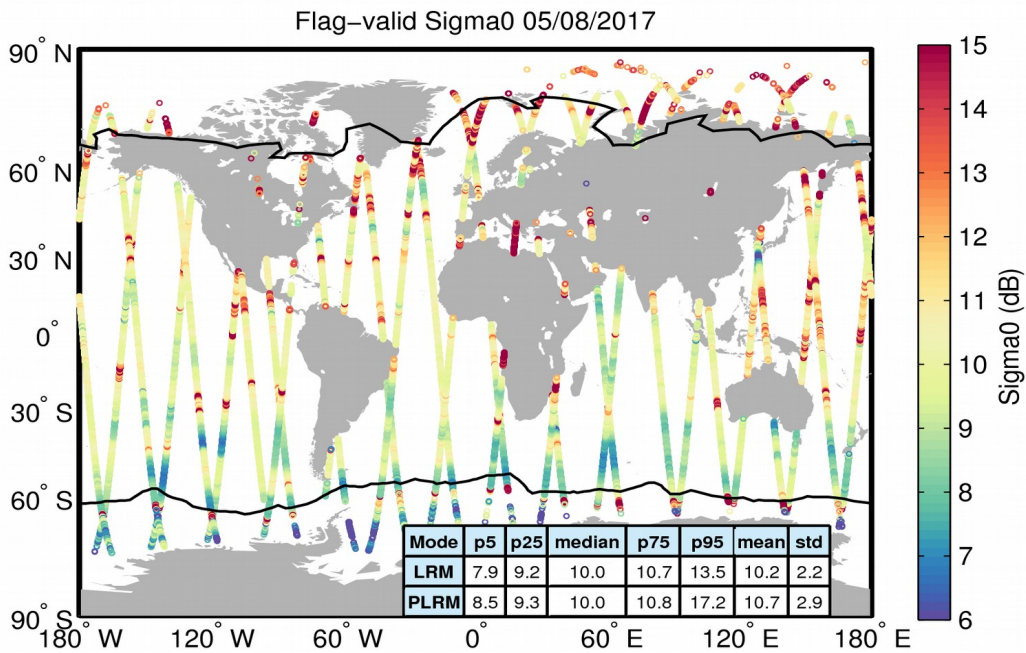 Flag-valid Sigma0 05/08/2017
90° N
60° N
30° N
0°
30° S
60° S
90° S
180° W
120° W
60° W
0°
60° E
120° E
180° E
Mode p5 p25 median p75 p95 mean std
LRM 7.9 9.2 10.0 10.7 13.5 10.2 2.2
PLRM 8.5 9.3 10.0 10.8 17.2 10.7 2.9
15
14
13
12
11
10
9
8
7
6
Sigma0 (dB)